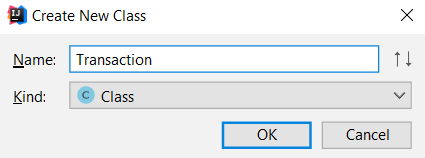 Create New Class
Name: Transaction
Kind: C Class
OK Cancel